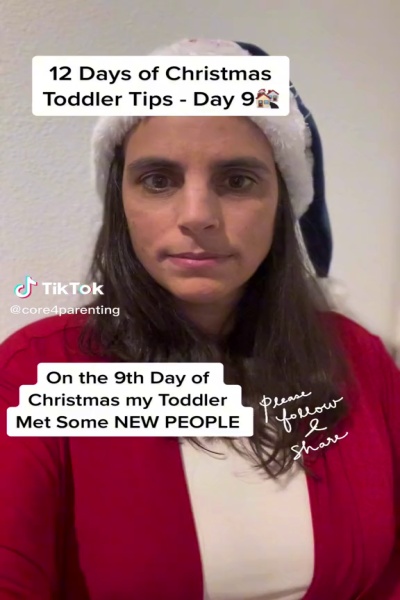 12 Days of Christmas
Toddler Tips - Day 9
TikTok
@core4parenting
On the 9th Day of
Christmas my Toddler
Met Some NEW PEOPLE
Please
follow
&
share